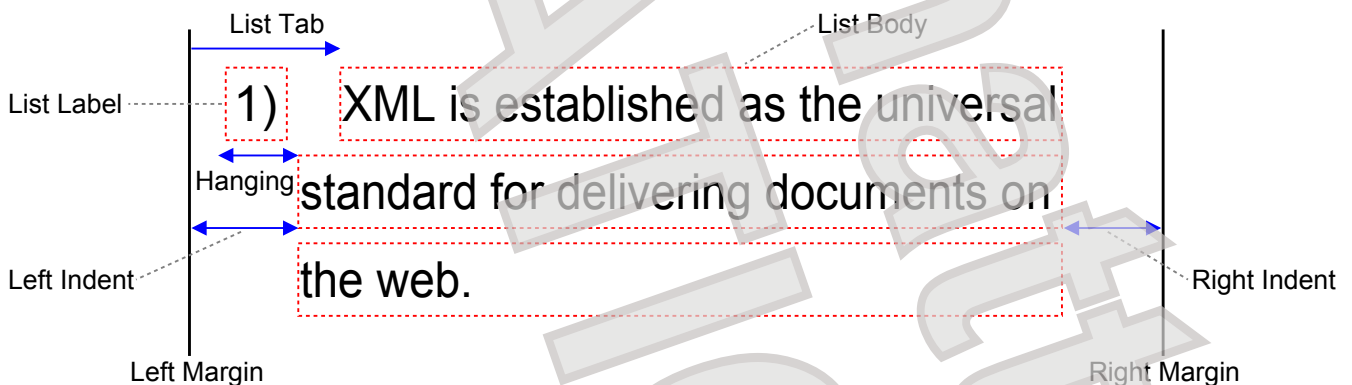 List Tab
List Body
List Label
1) XML is established as the universal
Hanging
standard for delivering documents on
Left Indent
the web.
Right Indent
Left Margin
Right Margin